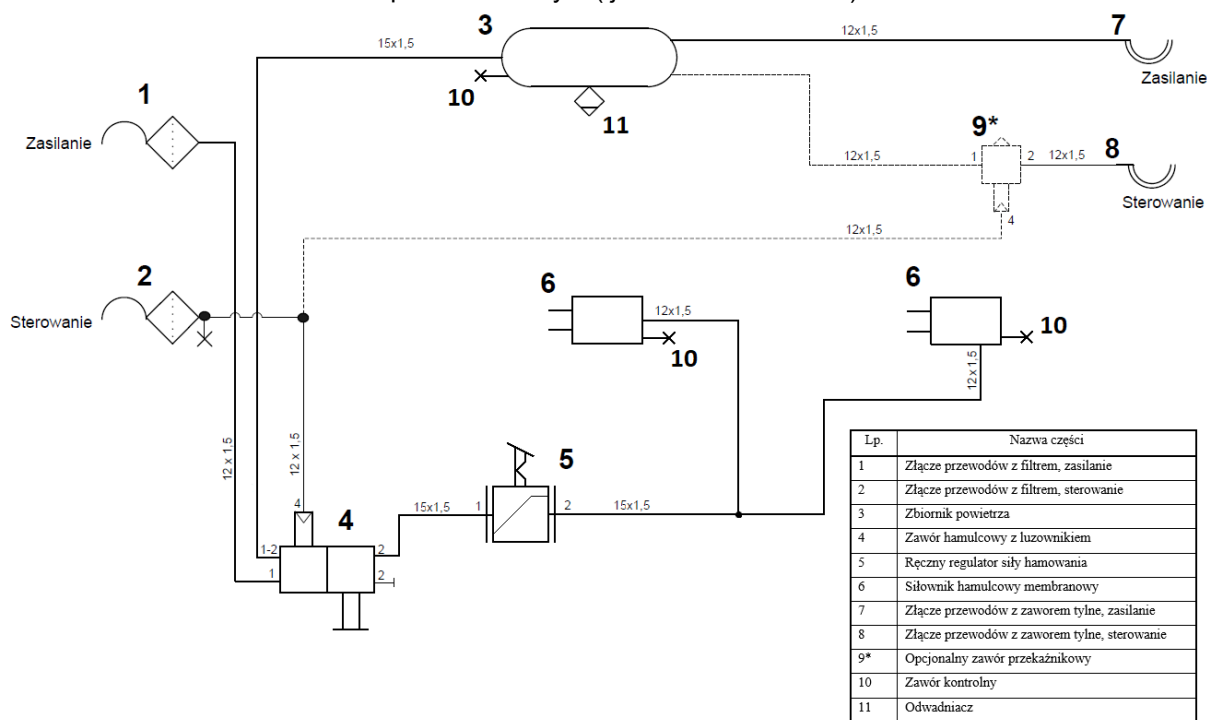 3
12x1,5
7
15x1,5
Zasilanie
10
1
11
9*
Zasilanie
8
12x1,5
1
2
12x1,5
Sterowanie
4
12x1,5
2
6
6
12x1,5
Sterowanie
10
10
12x1,5
12 x 1,5
12 x 1,5
5
4
4
15x1,5
1
2
15x1,5
1-2
2
1
2
Lp.
Nazwa części
1
Złącze przewodów z filtrem, zasilanie
2
Złącze przewodów z filtrem, sterowanie
3
Zbiornik powietrza
4
Zawór hamulcowy z luzownikiem
5
Ręczny regulator siły hamowania
6
Siłownik hamulcowy membranowy
7
Złącze przewodów z zaworem tylne, zasilanie
8
Złącze przewodów z zaworem tylne, sterowanie
9*
Opcjonalny zawór przekaźnikowy
10
Zawór kontrolny
11
Odwadniacz